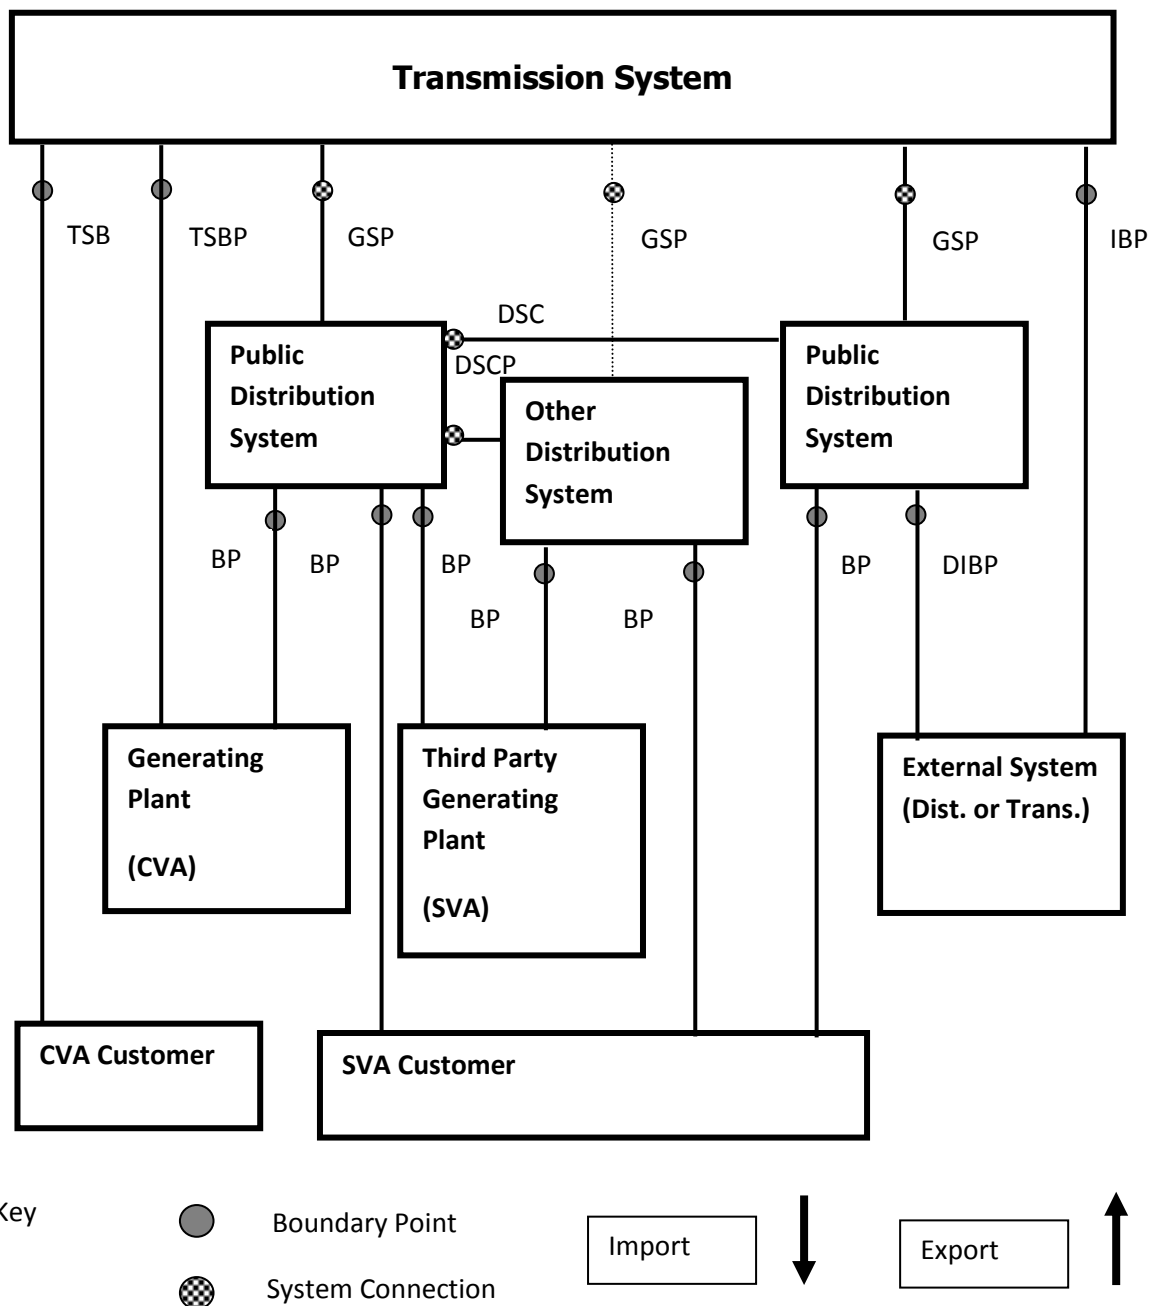 Transmission System
TSB
TSBP
GSP
GSP
GSP
IBP
DSC
Public
Distribution
System
DSCP
Other
Distribution
System
Public
Distribution
System
BP
BP
BP
BP
BP
BP
DIBP
Generating
Plant
(CVA)
Third Party
Generating
Plant
(SVA)
External System
(Dist. or Trans.)
CVA Customer
SVA Customer
Key
Boundary Point
Import
Export
System Connection